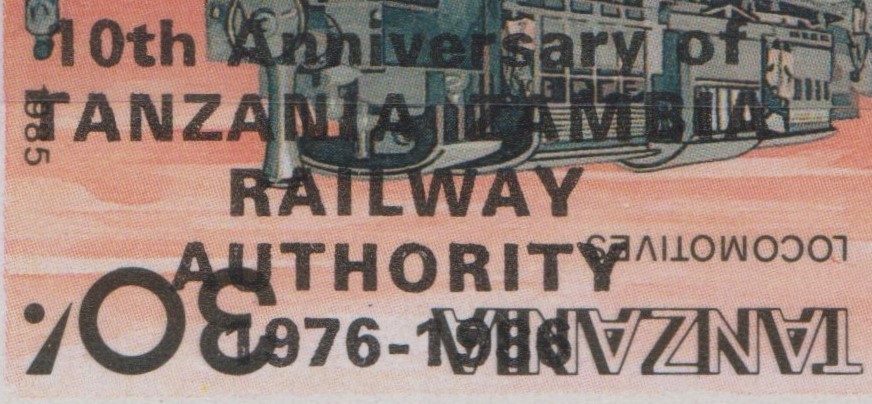 10th Anniversary of
TANZANIA ZAMBIA
RAILWAY
AUTHORITY
1976-1986
1985
LOCOMOTIVES
TANZANIA
30/.